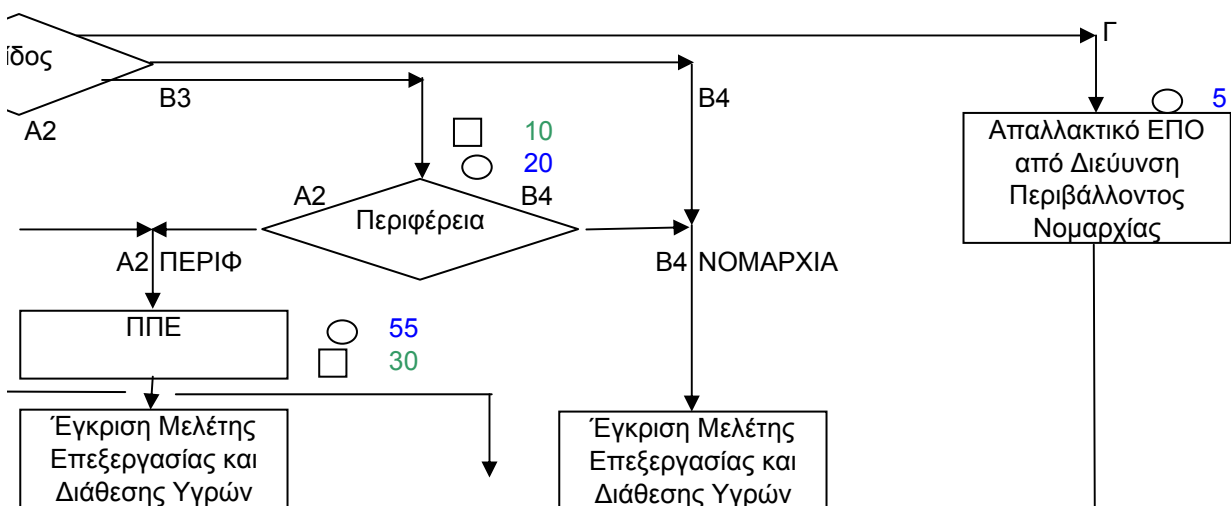 Γ
ίδος
Β3
Β4
5
Α2
10
20
Απαλλακτικό ΕΠΟ
από Διεύυνση
Περιβάλλοντος
Νομαρχίας
Α2
Β4
Περιφέρεια
Α2 ΠΕΡΙΦ
Β4 ΝΟΜΑΡΧΙΑ
ΠΠΕ
55
30
Έγκριση Μελέτης
Επεξεργασίας και
Διάθεσης Υγρών
Έγκριση Μελέτης
Επεξεργασίας και
Διάθεσης Υγρών